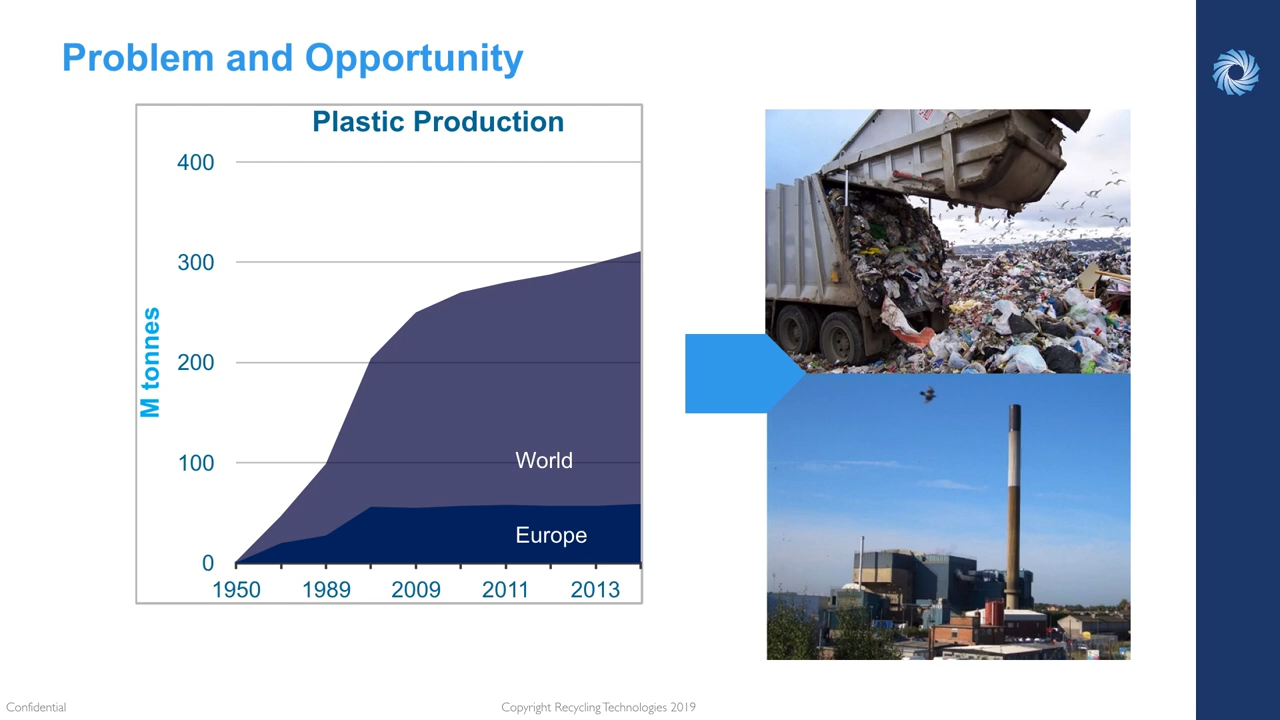 Problem and Opportunity
Plastic Production
400
300
200
100
0
M tonnes
World
Europe
1950 1989 2009 2011 2013
Confidential
Copyright Recycling Technologies 2019